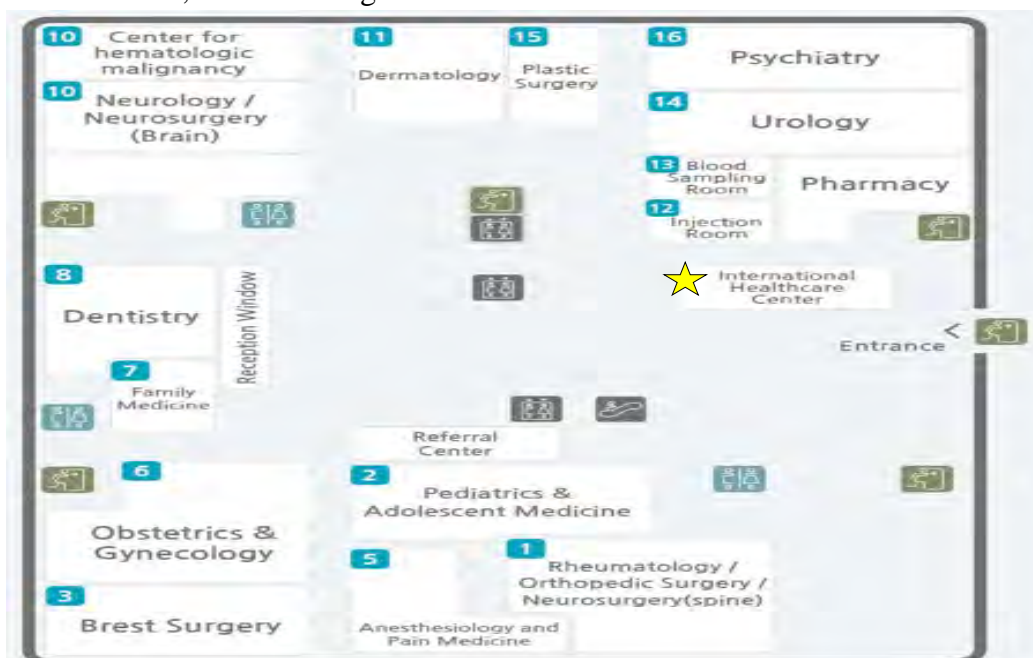 10 Center for
hematologic
malignancy
11
Dermatology
15
Plastic
Surgery
16
Psychiatry
10
Neurology /
Neurosurgery
(Brain)
14
Urology
13 Blood
Sampling
Room
Pharmacy
12
Injection
Room
8
Dentistry
Reception Window
International
Healthcare
Center
Entrance <
7
Family
Medicine
Referral
Center
6
Obstetrics &
Gynecology
2
Pediatrics &
Adolescent Medicine
5
1
Rheumatology /
Orthopedic Surgery /
Neurosurgery(spine)
3
Brest Surgery
Anesthesiology and
Pain Medicine